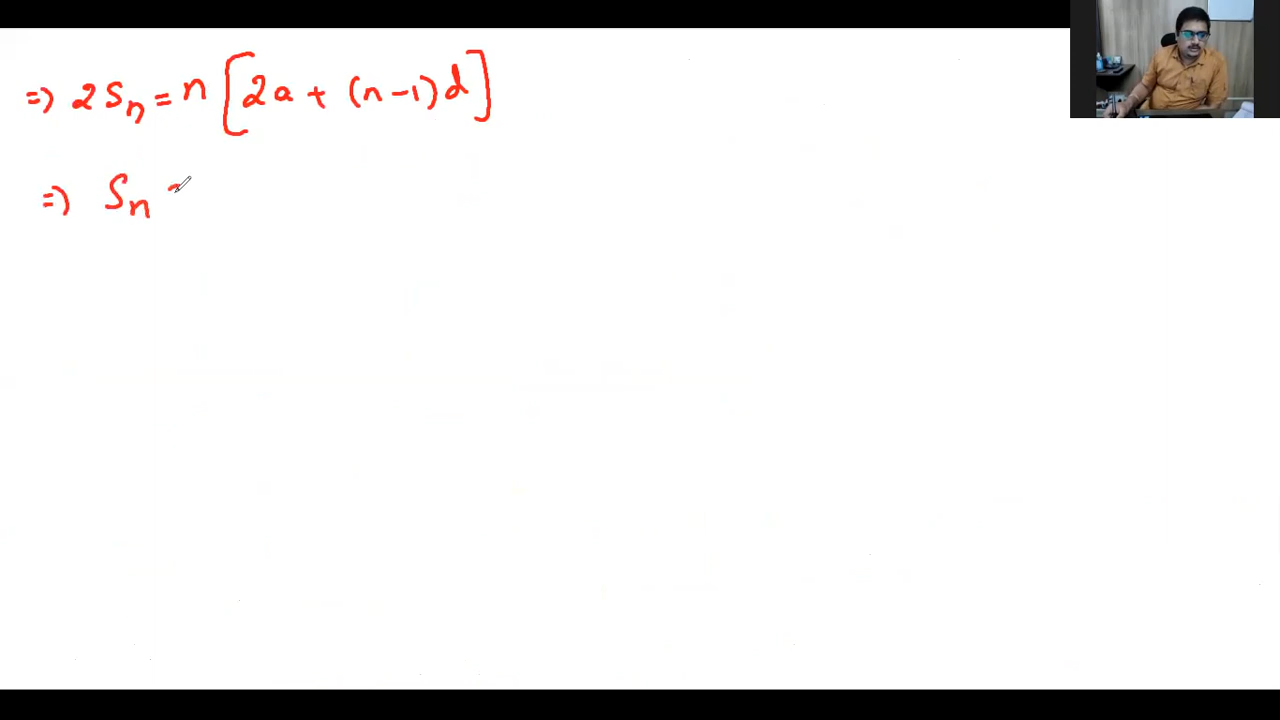 ⇒ 2Sₙ = n [2a + (n-1)d]
⇒ Sₙ =